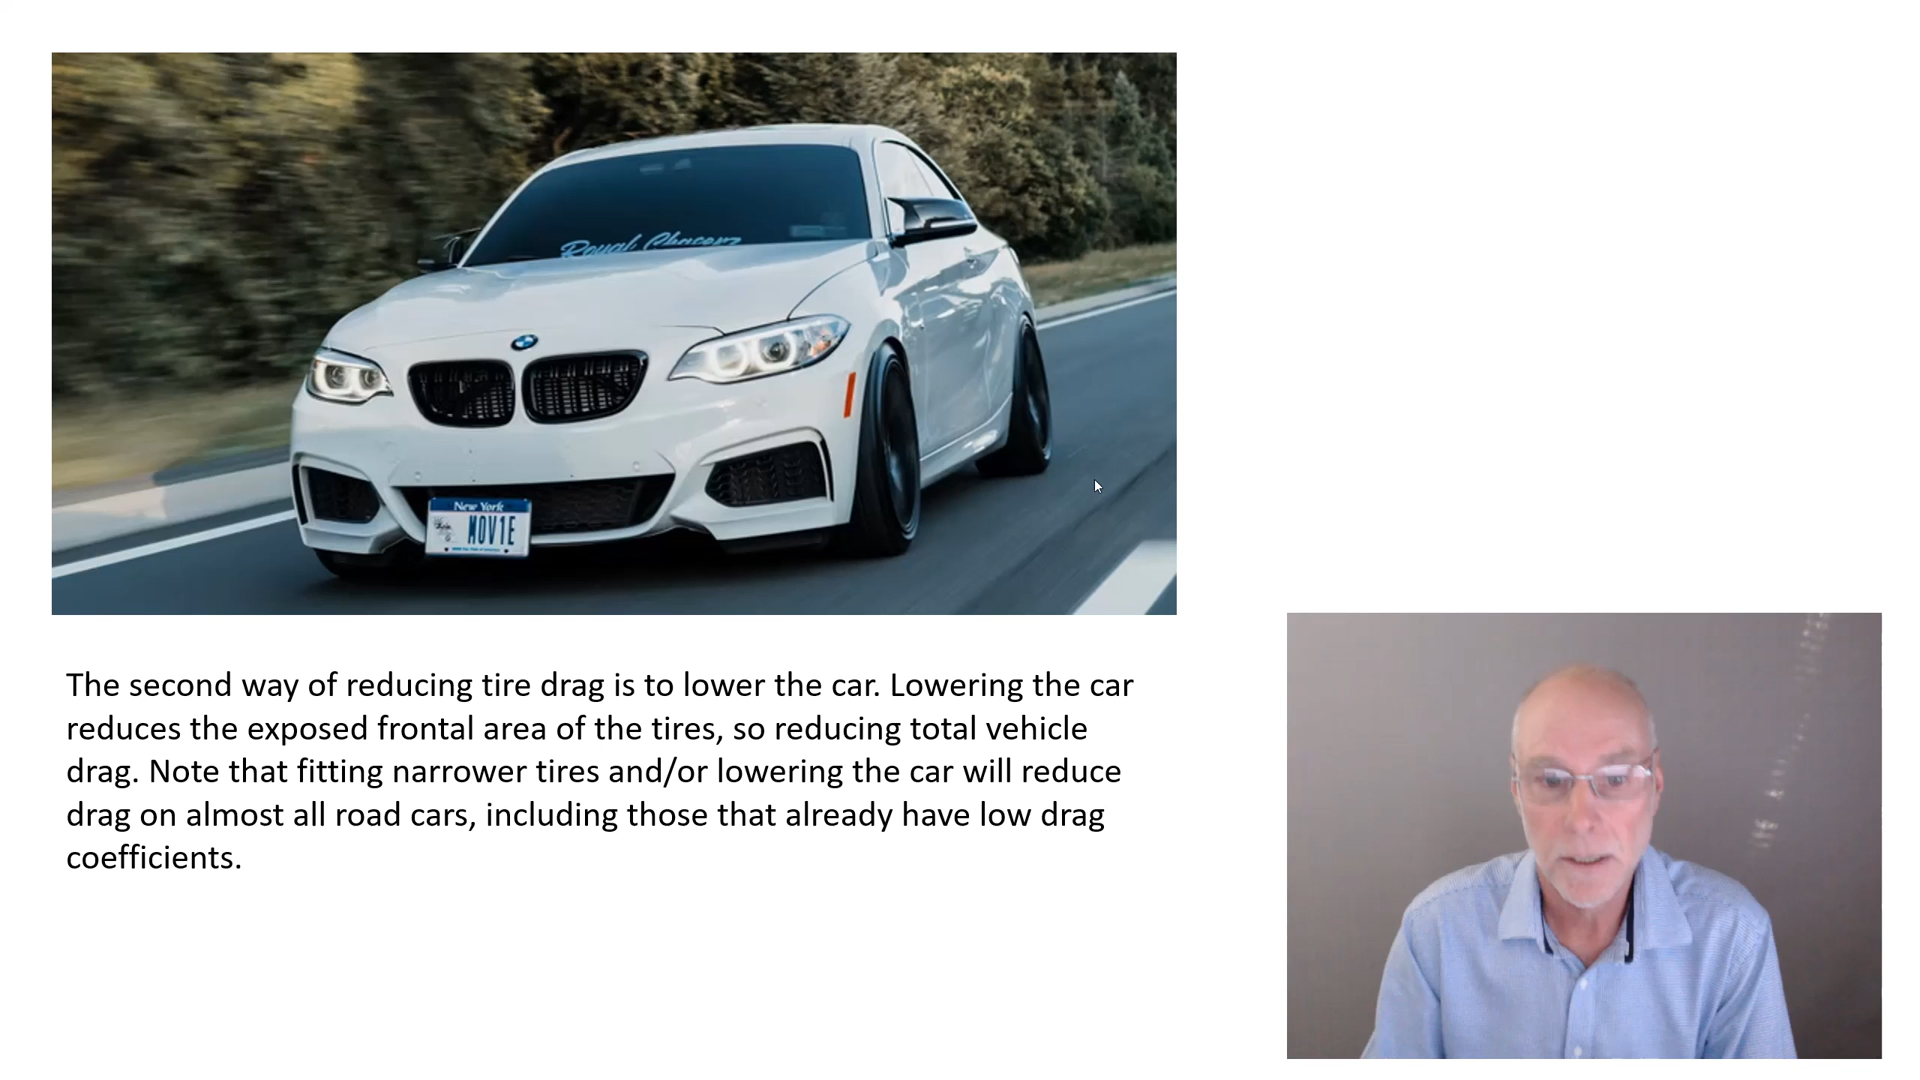 Royal Chaserz
New York
MOV1E
The second way of reducing tire drag is to lower the car. Lowering the car
reduces the exposed frontal area of the tires, so reducing total vehicle
drag. Note that fitting narrower tires and/or lowering the car will reduce
drag on almost all road cars, including those that already have low drag
coefficients.